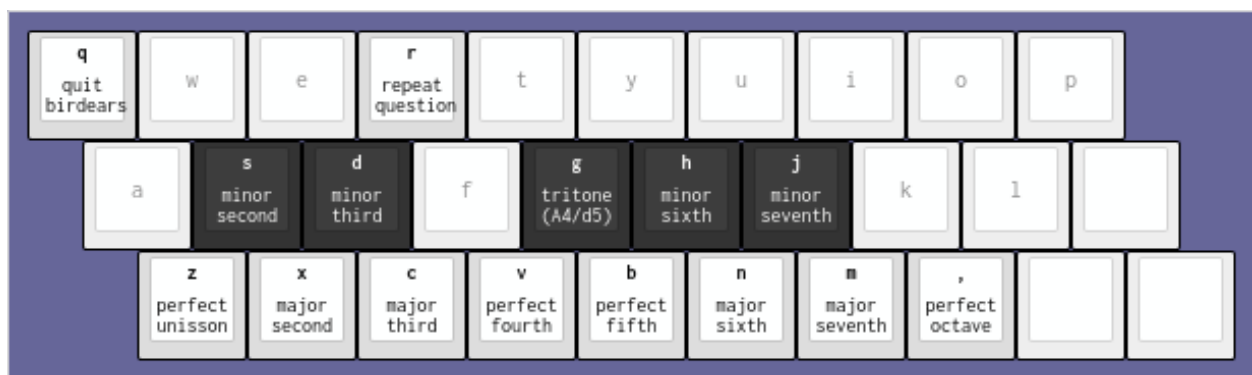 q w e r t y u i o p
quit repeat
birdears question
a s d f g h j k l
minor minor tritone minor minor
second third (A4/d5) sixth seventh
z x c v b n m ,
perfect major major perfect perfect major major perfect
unisson second third fourth fifth sixth seventh octave